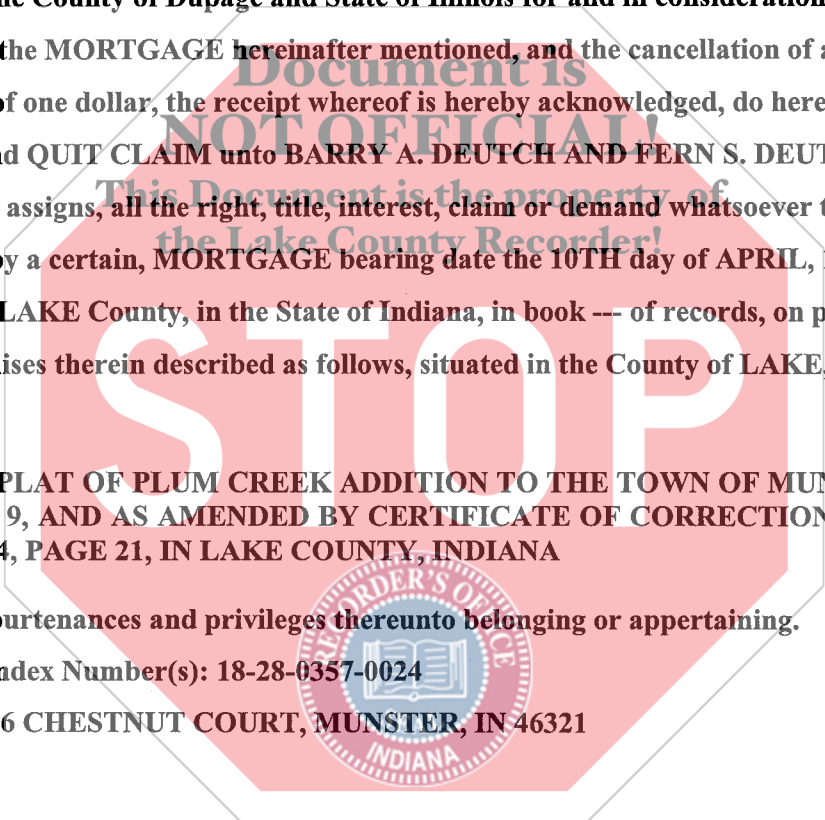 he County of Dupage and State of Illinois for and in consideration
the MORTGAGE hereinafter mentioned, and the cancellation of a
Document is
of one dollar, the receipt whereof is hereby acknowledged, do here
NOT OFFICIAL!
d QUIT CLAIM unto BARRY A. DEUTCH AND FERN S. DEUT
This Document is the property of
assigns, all the right, title, interest, claim or demand whatsoever t
the Lake County Recorder!
by a certain, MORTGAGE bearing date the 10TH day of APRIL,
LAKE County, in the State of Indiana, in book --- of records, on p
ises therein described as follows, situated in the County of LAKE,
STOP
PLAT OF PLUM CREEK ADDITION TO THE TOWN OF MUN
9, AND AS AMENDED BY CERTIFICATE OF CORRECTION
4, PAGE 21, IN LAKE COUNTY, INDIANA
RECORDER'S OFFICE
ourtenances and privileges thereunto belonging or appertaining.
ndex Number(s): 18-28-0357-0024
6 CHESTNUT COURT, MUNSTER, IN 46321
INDIANA